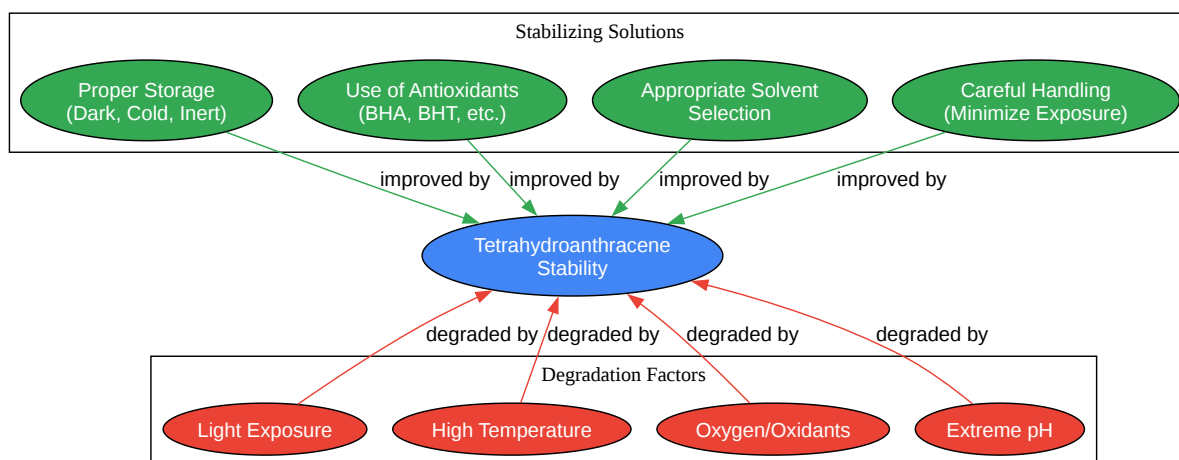 Stabilizing Solutions
Proper Storage
(Dark, Cold, Inert)
Use of Antioxidants
(BHA, BHT, etc.)
Appropriate Solvent
Selection
Careful Handling
(Minimize Exposure)
improved by
improved by
improved by
improved by
Tetrahydroanthracene
Stability
degraded by
degraded by
degraded by
degraded by
Degradation Factors
Light Exposure
High Temperature
Oxygen/Oxidants
Extreme pH